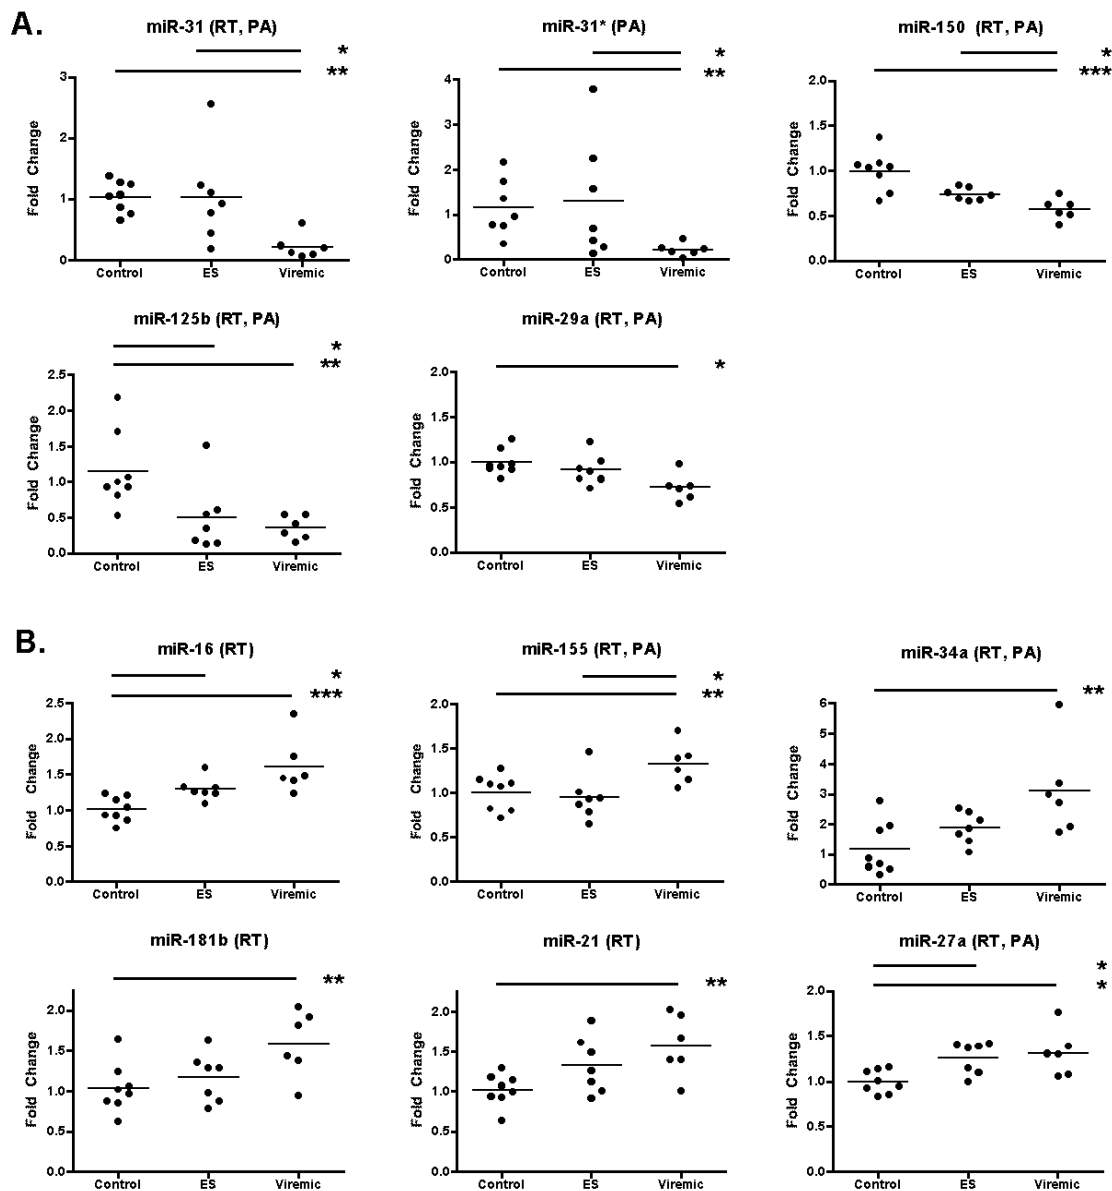 A.
miR-31 (RT, PA)
*
**
Fold Change
3
2
1
0
Control ES Viremic
miR-31* (PA)
*
**
Fold Change
4
3
2
1
0
Control ES Viremic
miR-150 (RT, PA)
*
***
Fold Change
2.0
1.5
1.0
0.5
0.0
Control ES Viremic
miR-125b (RT, PA)
*
**
Fold Change
2.5
2.0
1.5
1.0
0.5
0.0
Control ES Viremic
miR-29a (RT, PA)
*
Fold Change
2.0
1.5
1.0
0.5
0.0
Control ES Viremic
B.
miR-16 (RT)
*
***
Fold Change
2.5
2.0
1.5
1.0
0.5
0.0
Control ES Viremic
miR-155 (RT, PA)
*
**
Fold Change
2.0
1.5
1.0
0.5
0.0
Control ES Viremic
miR-34a (RT, PA)
**
Fold Change
6
5
4
3
2
1
0
Control ES Viremic
miR-181b (RT)
**
Fold Change
2.0
1.5
1.0
0.5
0.0
Control ES Viremic
miR-21 (RT)
**
Fold Change
2.0
1.5
1.0
0.5
0.0
Control ES Viremic
miR-27a (RT, PA)
*
*
Fold Change
2.0
1.5
1.0
0.5
0.0
Control ES Viremic